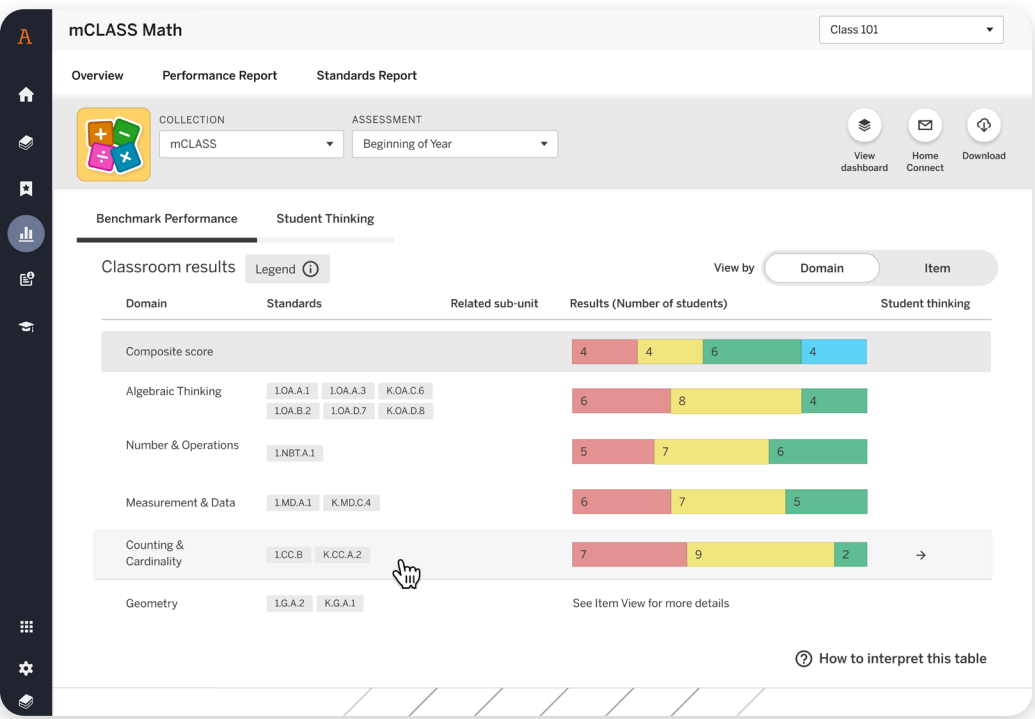 A
mCLASS Math
Class 101
Overview Performance Report Standards Report
COLLECTION ASSESSMENT
mCLASS Beginning of Year
View dashboard
Home Connect
Download
Benchmark Performance Student Thinking
Classroom results Legend View by Domain Item
Domain Standards Related sub-unit Results (Number of students) Student thinking
Composite score 4 4 6 4
Algebraic Thinking 1.OA.A.1 1.OA.A.3 K.OA.C.6 6 8 4
1.OA.B.2 1.OA.D.7 K.OA.D.8
Number & Operations 1.NBT.A.1 5 7 6
Measurement & Data 1.MD.A.1 K.MD.C.4 6 7 5
Counting &
Cardinality 1.CC.B K.CC.A.2 7 9 2
Geometry 1.G.A.2 K.G.A.1 See Item View for more details
How to interpret this table